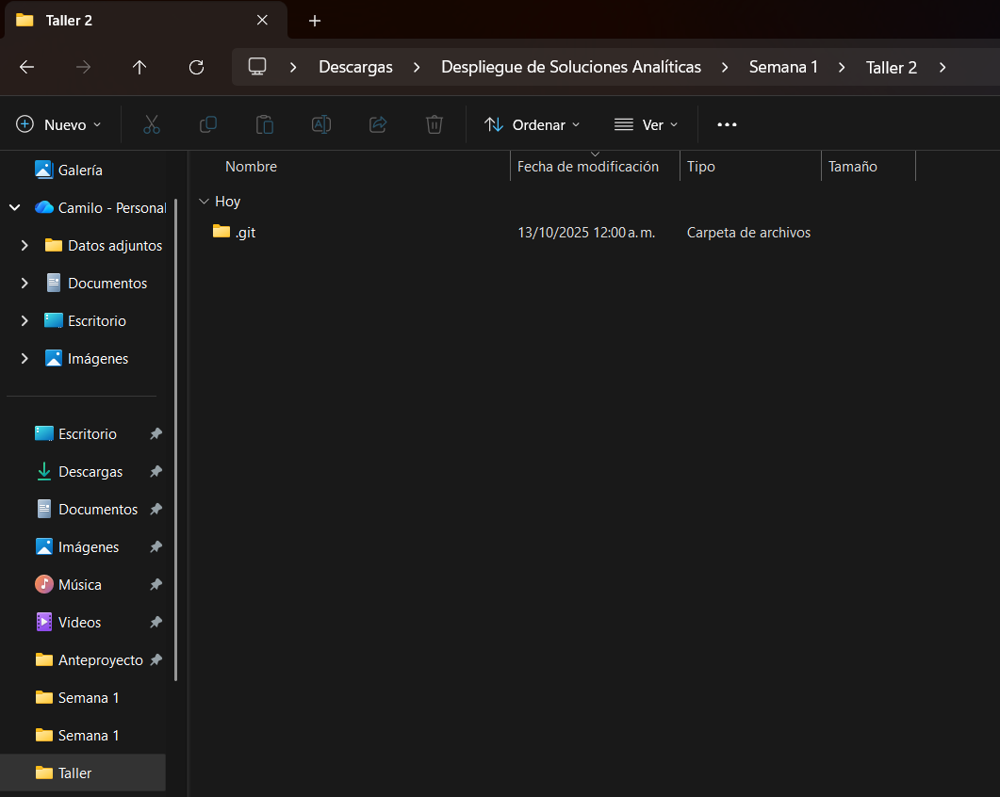 Taller 2
Descargas > Despliegue de Soluciones Analíticas > Semana 1 > Taller 2 >
Nuevo Ordenar Ver
Nombre Fecha de modificación Tipo Tamaño
Hoy
.git 13/10/2025 12:00 a. m. Carpeta de archivos
Galería
Camilo - Personal
Datos adjuntos
Documentos
Escritorio
Imágenes
Escritorio
Descargas
Documentos
Imágenes
Música
Videos
Anteproyecto
Semana 1
Semana 1
Taller